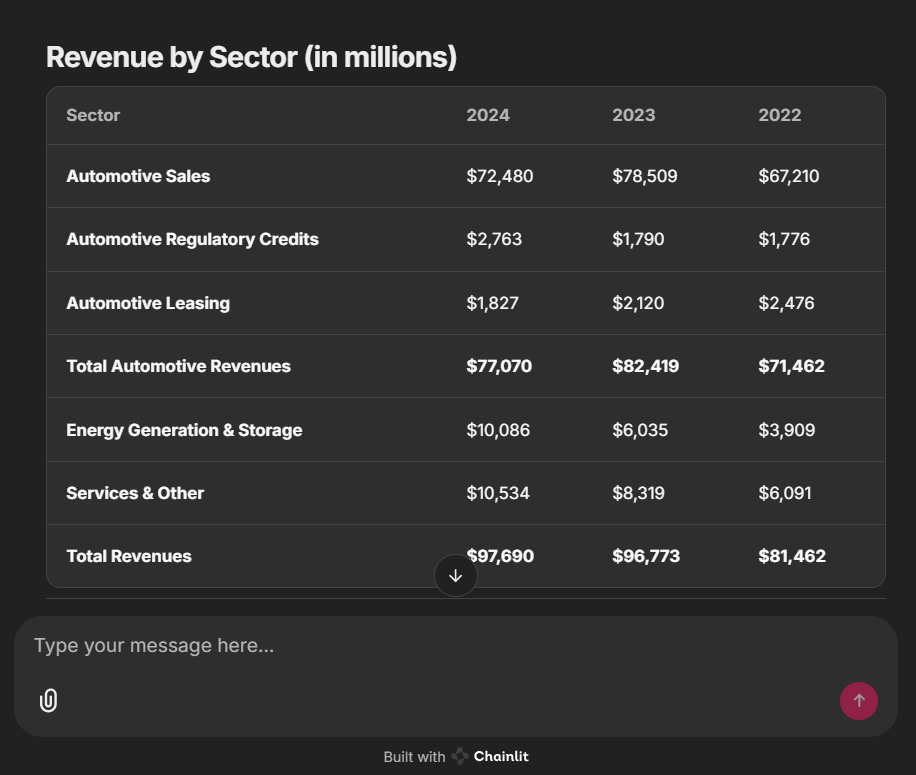 Revenue by Sector (in millions)
Sector 2024 2023 2022
Automotive Sales $72,480 $78,509 $67,210
Automotive Regulatory Credits $2,763 $1,790 $1,776
Automotive Leasing $1,827 $2,120 $2,476
Total Automotive Revenues $77,070 $82,419 $71,462
Energy Generation & Storage $10,086 $6,035 $3,909
Services & Other $10,534 $8,319 $6,091
Total Revenues $97,690 $96,773 $81,462
Type your message here...
Built with Chainlit